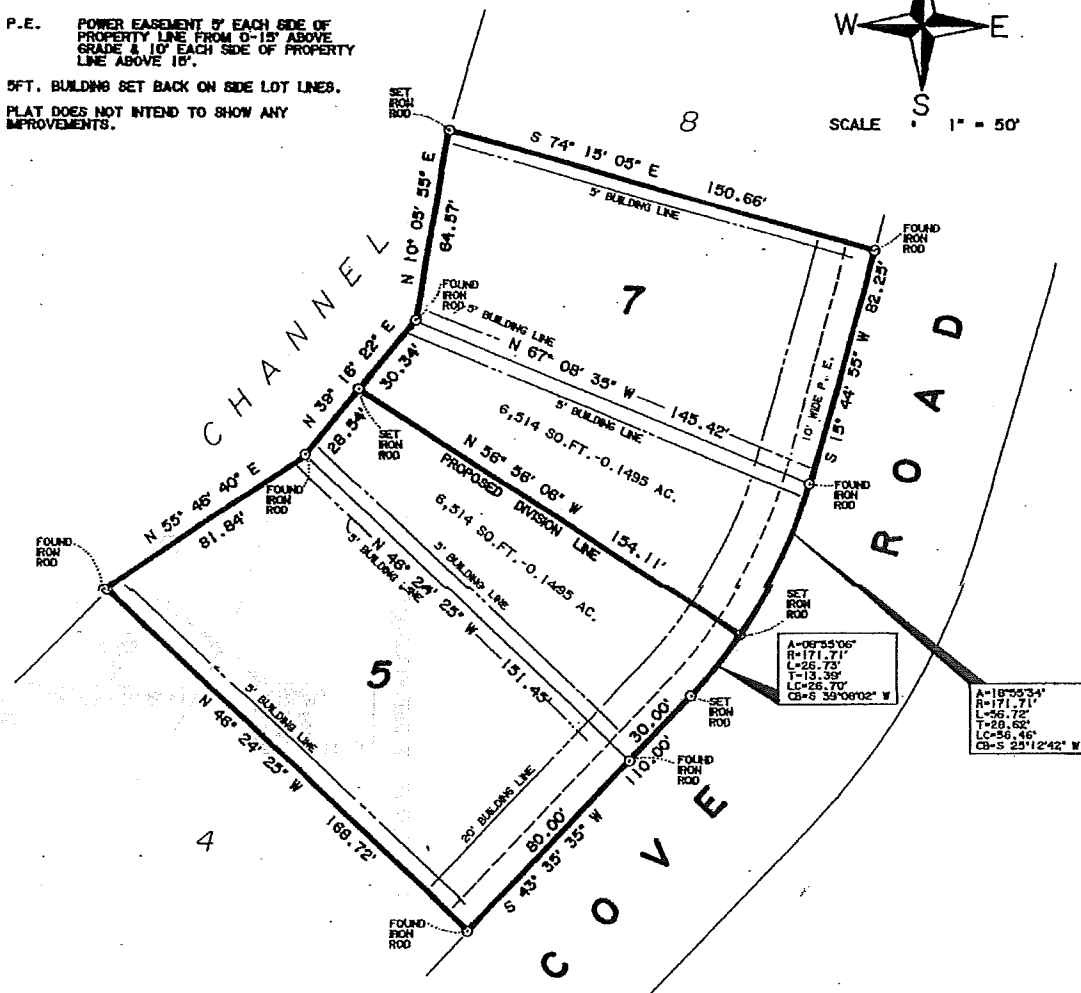 P.E. POWER EASEMENT 5' EACH SIDE OF
PROPERTY LINE FROM 0-15' ABOVE
GRADE & 10' EACH SIDE OF PROPERTY
LINE ABOVE 15'.
5FT. BUILDING SET BACK ON SIDE LOT LINES.
PLAT DOES NOT INTEND TO SHOW ANY
IMPROVEMENTS.
W E
S
SCALE : 1" = 50'
SET
IRON
ROD
8
S 74° 15' 05" E 150.66'
5' BUILDING LINE
FOUND
IRON
ROD
N 10° 05' 55" E
64.57'
CHANNEL
7
S 15° 44' 55" W 82.25'
10' WIDE P. E.
FOUND
IRON
ROD
5' BUILDING LINE
N 67° 08' 35" W 145.42'
5' BUILDING LINE
N 39° 16' 22" E
30.34'
28.54'
SET
IRON
ROD
6,514 SO.FT.-0.1495 AC.
N 56° 56' 08" W 154.11'
PROPOSED DIVISION LINE
6,514 SO.FT.-0.1495 AC.
FOUND
IRON
ROD
FOUND
IRON
ROD
N 55° 46' 40" E
81.84'
FOUND
IRON
ROD
5' BUILDING LINE
N 46° 24' 25" W 151.45'
5' BUILDING LINE
SET
IRON
ROD
A=08°55'06"
R=171.71'
L=26.73'
T=13.39'
LC=26.70'
CB=S 39°08'02" W
A=18°55'34"
R=171.71'
L=56.72'
T=28.62'
LC=56.46'
CB=S 25°12'42" W
SET
IRON
ROD
5
5' BUILDING LINE
N 46° 24' 25" W
168.72'
30.00'
110.00'
FOUND
IRON
ROD
20' BUILDING LINE
80.00'
S 43° 35' 35" W
4
FOUND
IRON
ROD
COVE ROAD